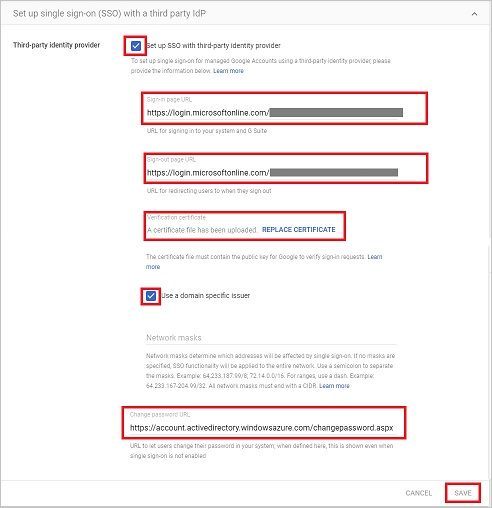 Set up single sign-on (SSO) with a third party IdP
Third-party identity provider
Set up SSO with third-party identity provider
To set up single sign-on for managed Google Accounts using a third-party identity provider, please
provide the information below. Learn more
Sign-in page URL
https://login.microsoftonline.com/
URL for signing in to your system and G Suite
Sign-out page URL
https://login.microsoftonline.com/
URL for redirecting users to when they sign out
Verification certificate
A certificate file has been uploaded. REPLACE CERTIFICATE
The certificate file must contain the public key for Google to verify sign-in requests. Learn
more
Use a domain specific issuer
Network masks
Network masks determine which addresses will be affected by single sign-on. If no masks are
specified, SSO functionality will be applied to the entire network. Use a semicolon to separate
the masks. Example: 64.233.187.99/8; 72.14.0.0/16. For ranges, use a dash. Example:
64.233.167-204.99/32. All network masks must end with a CIDR. Learn more
Change password URL
https://account.activedirectory.windowsazure.com/changepassword.aspx
URL to let users change their password in your system, when defined here, this is shown even when
single sign-on is not enabled
CANCEL
SAVE